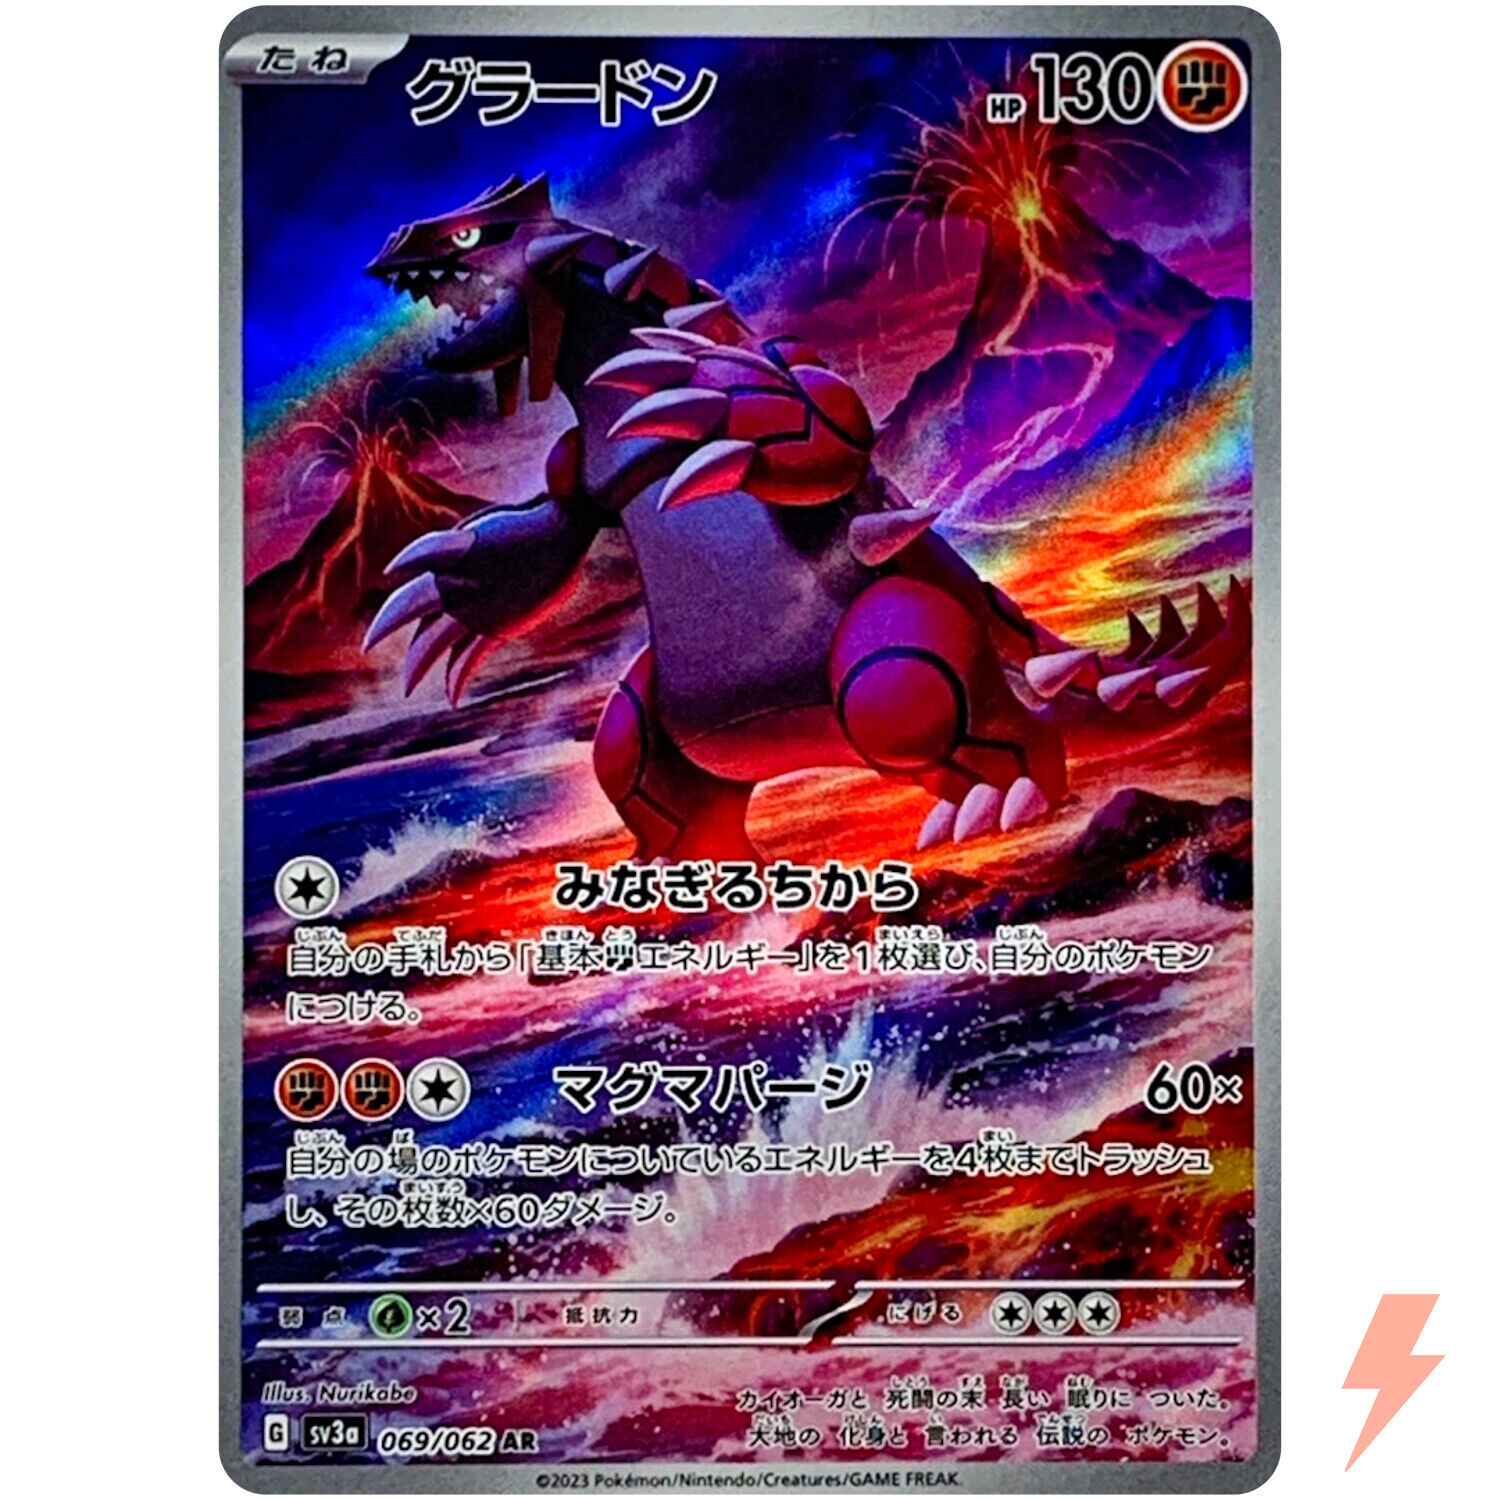 たね
グラードン
HP 130
みなぎるちから
自分の手札から「基本エネルギー」を1枚選び、自分のポケモン
につける。
マグマパージ 60×
自分の場のポケモンについているエネルギーを4枚までトラッシュ
し、その枚数×60ダメージ。
弱点 ×2 抵抗力 にげる
Illus. Nurikabe
カイオーガと 死闘の末 長い 眠りに ついた。
G sv3a 069/062 AR
大地の 化身と 言われる 伝説の ポケモン。
©2023 Pokémon/Nintendo/Creatures/GAME FREAK.